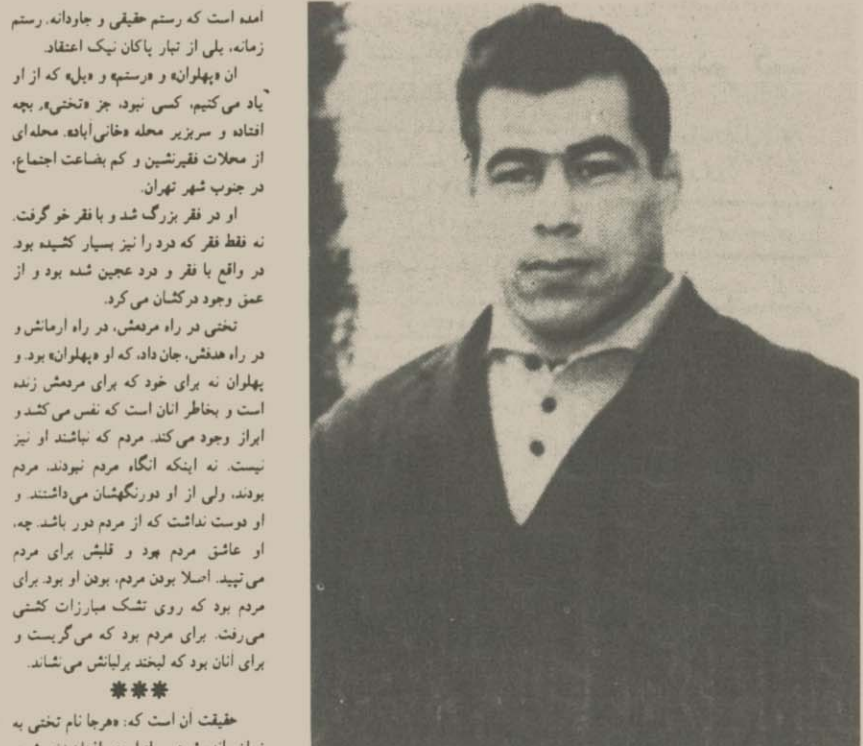 آمده است که رستم حقیقی و جاودانه. رستم
زمانه، یلی از تبار پاکان نیک اعتقاد.
آن «پهلوان» و «رستم» و «یل» که از او
یاد می‌کنیم، کسی نبود، جز «تختی». بچه
افتاده و سربزیر محله «خانی‌آباد». محله‌ای
از محلات فقیرنشین و کم بضاعت اجتماع،
در جنوب شهر تهران.
او در فقر بزرگ شد و با فقر خو گرفت.
نه فقط فقر که درد را نیز بسیار کشیده بود.
در واقع با فقر و درد عجین شده بود و از
عمق وجود درکشان می‌کرد.
تختی در راه مردمش، در راه آرمانش و
در راه هدفش، جان داد، که او «پهلوان» بود. و
پهلوان نه برای خود که برای مردمش زنده
است و بخاطر آنان است که نفس می‌کشد و
ابراز وجود می‌کند. مردم که نباشند او نیز
نیست. نه اینکه آنگاه مردم نبودند، مردم
بودند، ولی از او دورنگهشان می‌داشتند. و
او دوست نداشت که از مردم دور باشد. چه،
او عاشق مردم بود و قلبش برای مردم
می‌تپید. اصلا بودن مردم، بودن او بود. برای
مردم بود که روی تشک مبارزات کشتی
می‌رفت. برای مردم بود که می‌گریست و
برای آنان بود که لبخند برلبانش می‌نشاند.
***
حقیقت آن است که: «هرجا نام تختی به